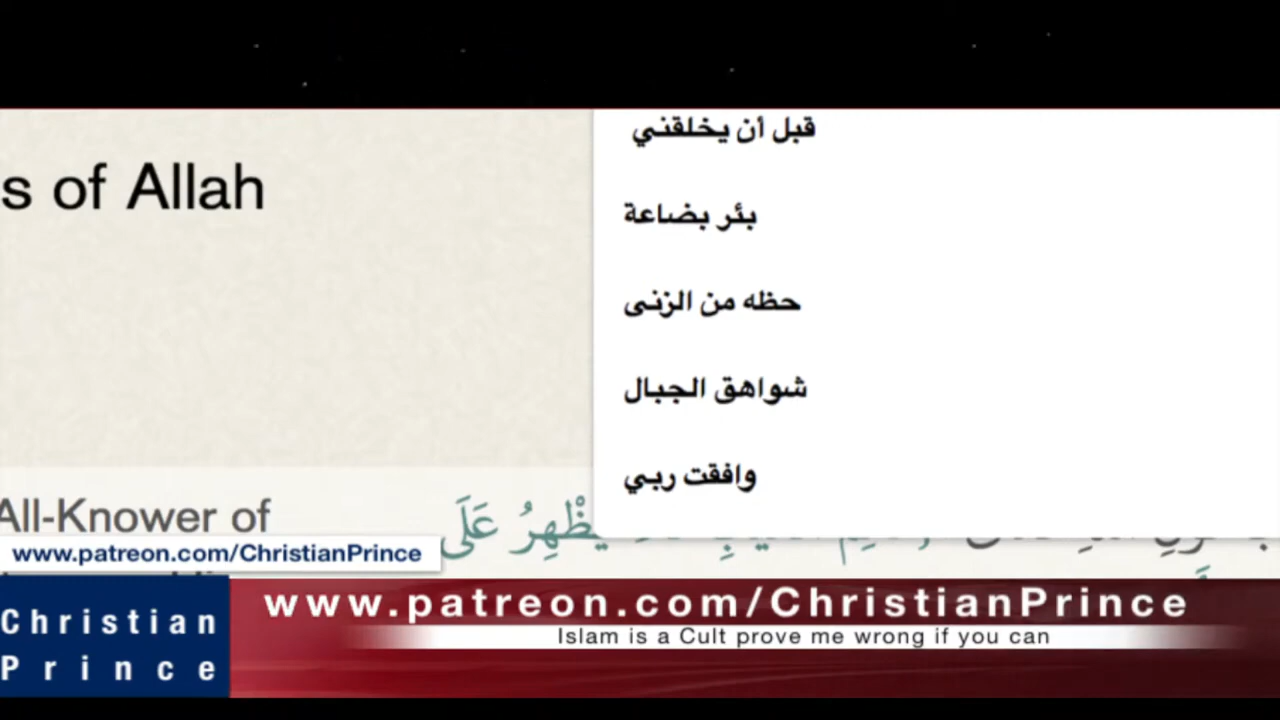 قبل أن يخلقني
s of Allah
بئر بضاعة
حظه من الزنى
شواهق الجبال
وافقت ربي
All-Knower of
يُظْهِرُ عَلَى
www.patreon.com/ChristianPrince
www.patreon.com/ChristianPrince
Christian
Prince
Islam is a Cult prove me wrong if you can